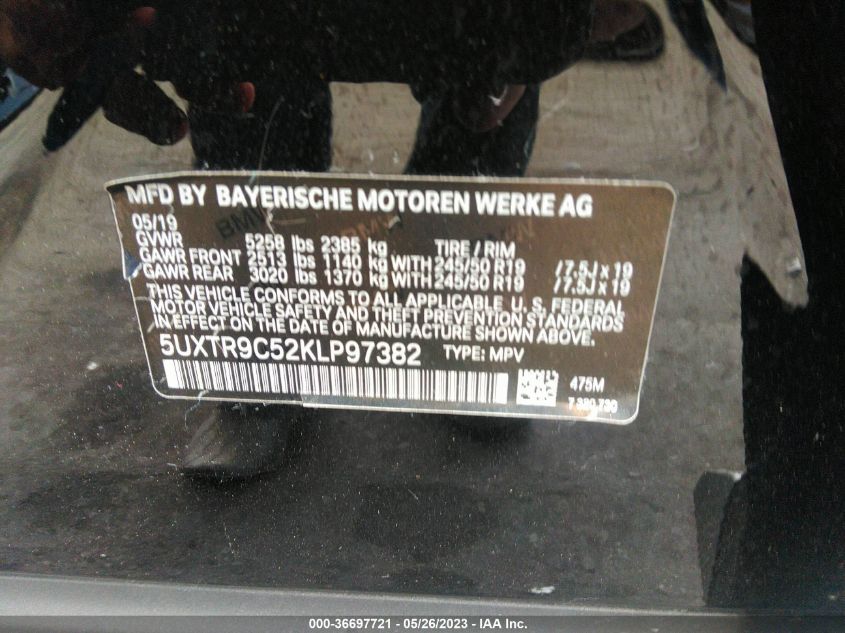 MFD BY BAYERISCHE MOTOREN WERKE AG
05/19
GVWR 5258 lbs 2385 kg TIRE / RIM
GAWR FRONT 2513 lbs 1140 kg WITH 245/50 R19 / 7.5J x 19
GAWR REAR 3020 lbs 1370 kg WITH 245/50 R19 / 7.5J x 19
THIS VEHICLE CONFORMS TO ALL APPLICABLE U. S. FEDERAL
MOTOR VEHICLE SAFETY AND THEFT PREVENTION STANDARDS
IN EFFECT ON THE DATE OF MANUFACTURE SHOWN ABOVE.
5UXTR9C52KLP97382 TYPE: MPV
475M
000-36697721 - 05/26/2023 - IAA Inc.